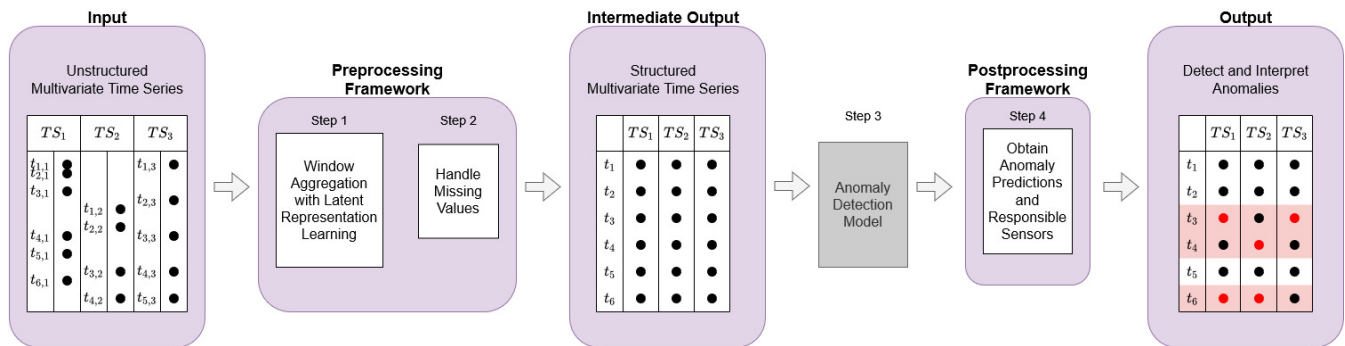 Input
Unstructured
Multivariate Time Series
TS₁ TS₂ TS₃
t₁,₁
t₂,₁
t₃,₁
t₄,₁
t₅,₁
t₆,₁
t₁,₂
t₂,₂
t₃,₂
t₄,₂
t₁,₃
t₂,₃
t₃,₃
t₄,₃
t₅,₃
Preprocessing
Framework
Step 1
Window
Aggregation
with Latent
Representation
Learning
Step 2
Handle
Missing
Values
Intermediate Output
Structured
Multivariate Time Series
TS₁ TS₂ TS₃
t₁
t₂
t₃
t₄
t₅
t₆
Step 3
Anomaly
Detection
Model
Postprocessing
Framework
Step 4
Obtain
Anomaly
Predictions
and
Responsible
Sensors
Output
Detect and Interpret
Anomalies
TS₁ TS₂ TS₃
t₁
t₂
t₃
t₄
t₅
t₆